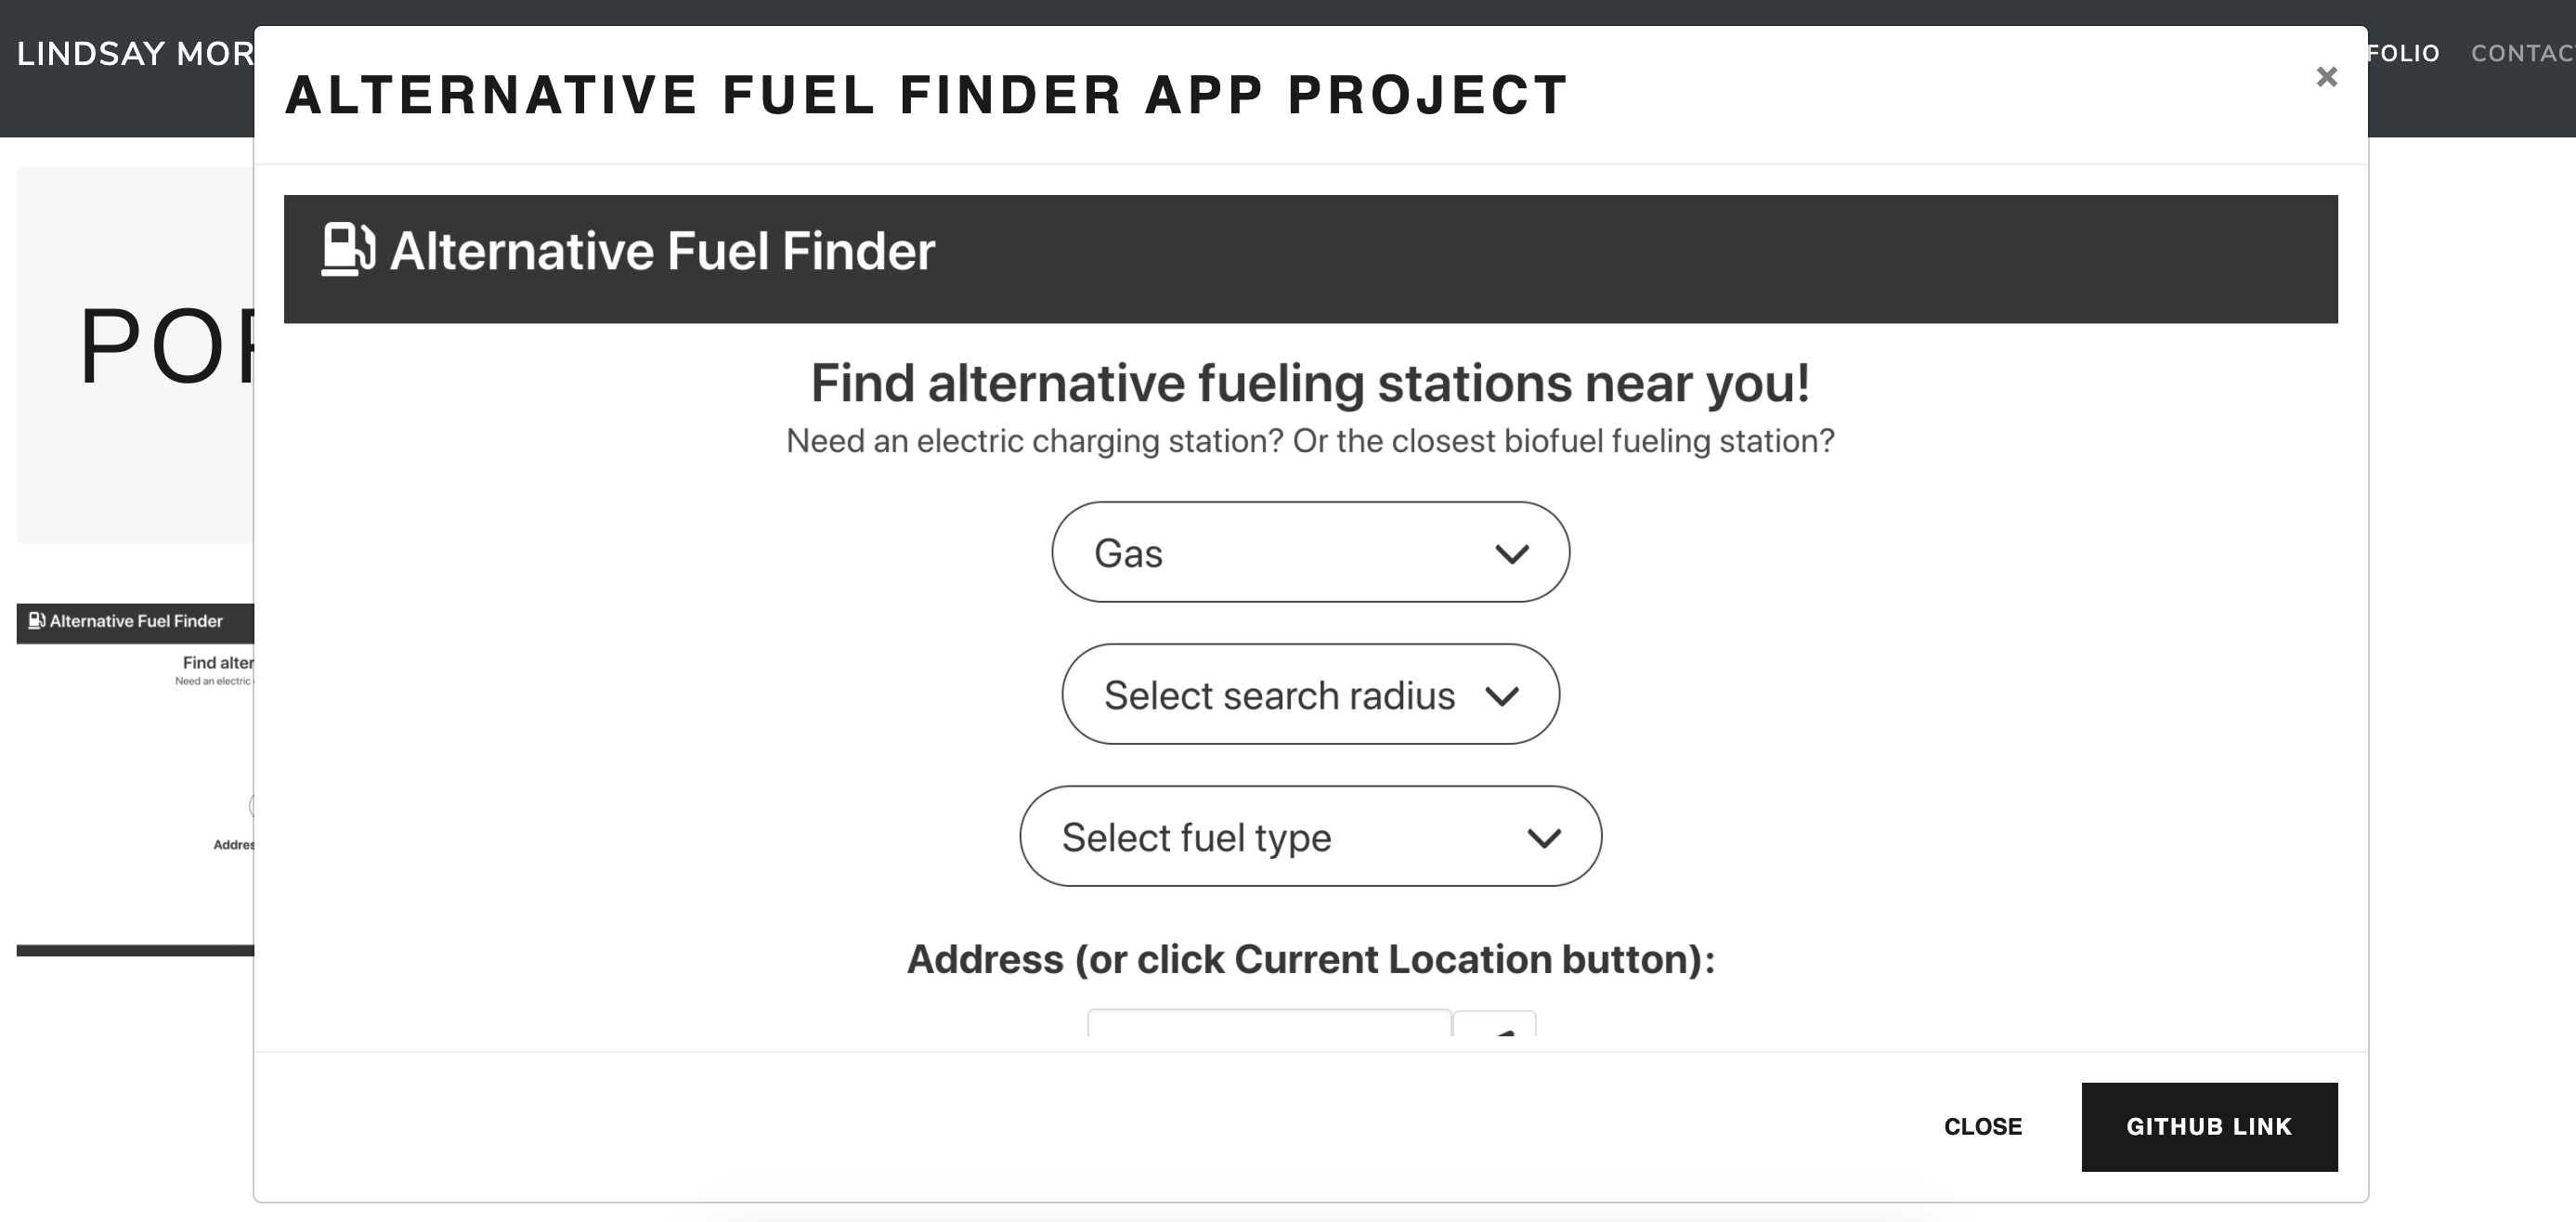 LINDSAY MOR
FOLIO
CONTAC
ALTERNATIVE FUEL FINDER APP PROJECT
×
Alternative Fuel Finder
Find alternative fueling stations near you!
Need an electric charging station? Or the closest biofuel fueling station?
Gas
Select search radius
Select fuel type
Address (or click Current Location button):
CLOSE
GITHUB LINK
POR
Alternative Fuel Finder
Find alter
Need an electric
Addres